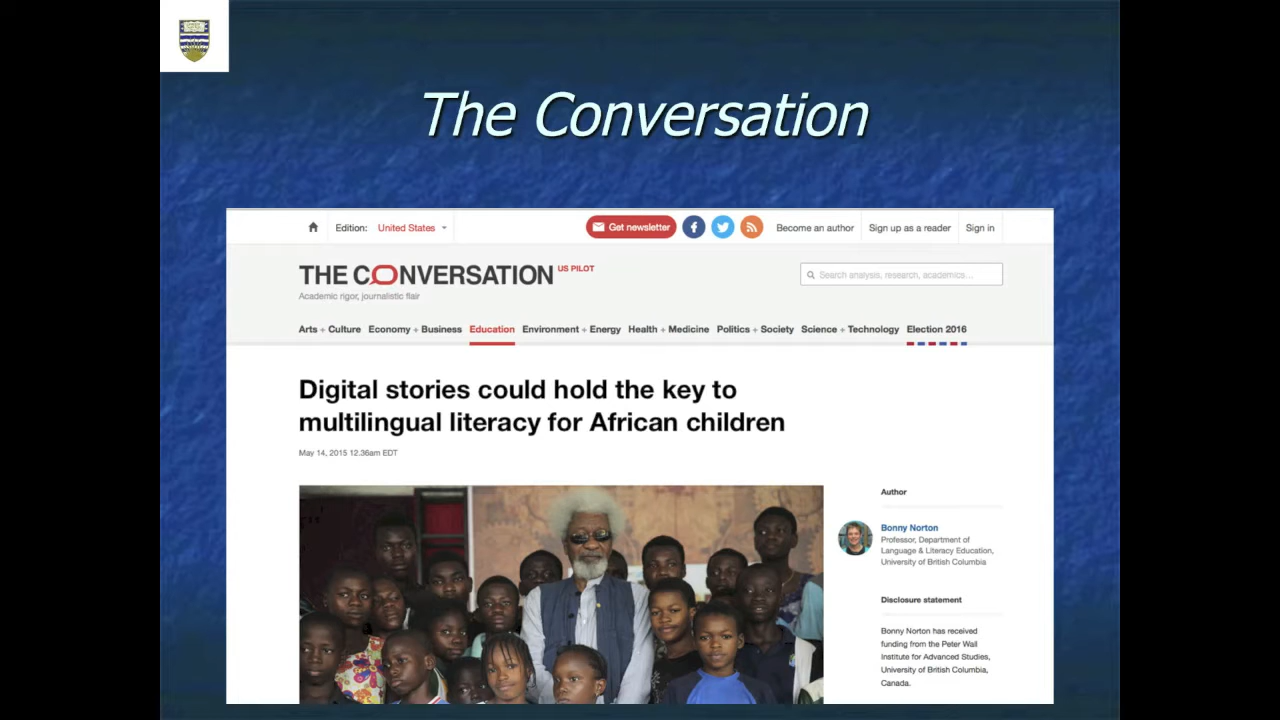 The Conversation
Edition: United States
Get newsletter
Become an author
Sign up as a reader
Sign in
THE CONVERSATION US PILOT
Academic rigor, journalistic flair
Search analysis, research, academics…
Arts + Culture Economy + Business Education Environment + Energy Health + Medicine Politics + Society Science + Technology Election 2016
Digital stories could hold the key to
multilingual literacy for African children
May 14, 2015 12.36am EDT
Author
Bonny Norton
Professor, Department of
Language & Literacy Education,
University of British Columbia
Disclosure statement
Bonny Norton has received
funding from the Peter Wall
Institute for Advanced Studies,
University of British Columbia,
Canada.